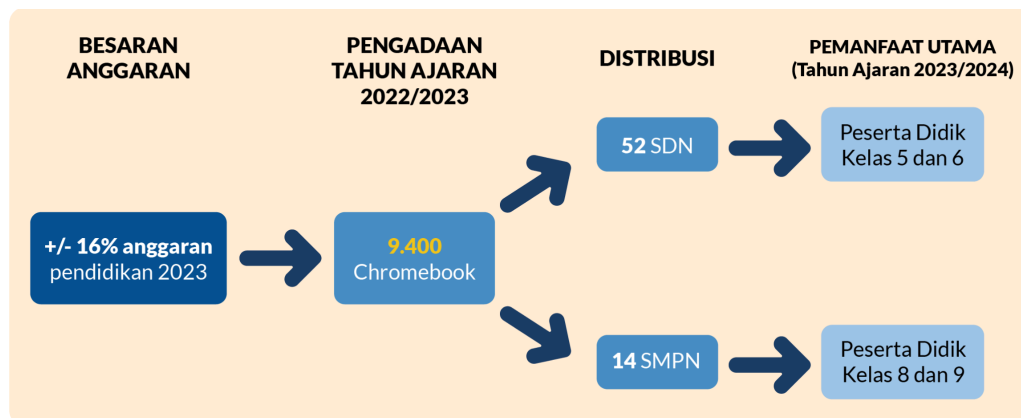 BESARAN
ANGGARAN
PENGADAAN
TAHUN AJARAN
2022/2023
DISTRIBUSI
PEMANFAAT UTAMA
(Tahun Ajaran 2023/2024)
+/- 16% anggaran
pendidikan 2023
9.400
Chromebook
52 SDN
Peserta Didik
Kelas 5 dan 6
14 SMPN
Peserta Didik
Kelas 8 dan 9